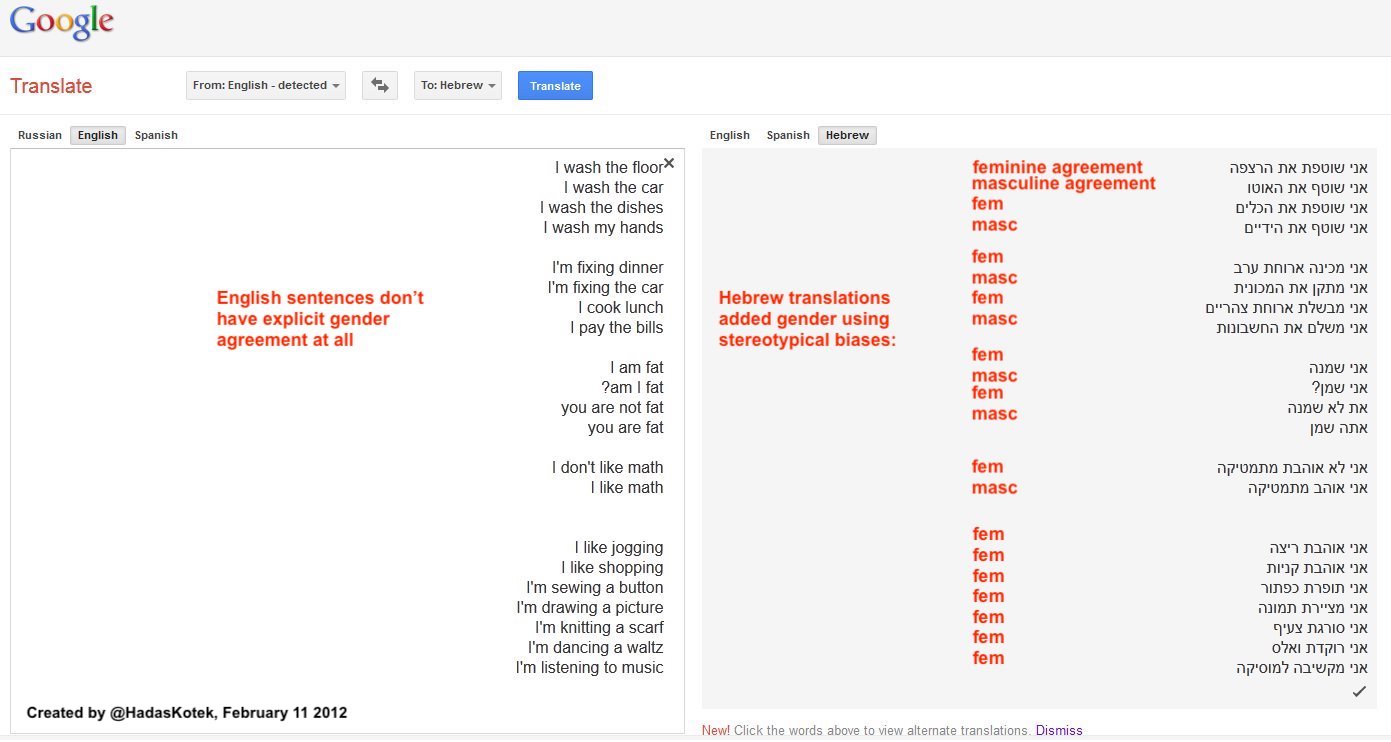 Google
Translate
From: English - detected
To: Hebrew
Translate
Russian English Spanish
I wash the floor
I wash the car
I wash the dishes
I wash my hands
I'm fixing dinner
I'm fixing the car
I cook lunch
I pay the bills
I am fat
?am I fat
you are not fat
you are fat
I don't like math
I like math
I like jogging
I like shopping
I'm sewing a button
I'm drawing a picture
I'm knitting a scarf
I'm dancing a waltz
I'm listening to music
English sentences don't
have explicit gender
agreement at all
Created by @HadasKotek, February 11 2012
English Spanish Hebrew
feminine agreement
masculine agreement
fem
masc
fem
masc
fem
masc
fem
masc
fem
masc
fem
masc
fem
fem
fem
fem
fem
fem
fem
Hebrew translations
added gender using
stereotypical biases:
אני שוטפת את הרצפה
אני שוטף את האוטו
אני שוטפת את הכלים
אני שוטף את הידיים
אני מכינה ארוחת ערב
אני מתקן את המכונית
אני מבשלת ארוחת צהריים
אני משלם את החשבונות
אני שמנה
אני שמן?
את לא שמנה
אתה שמן
אני לא אוהבת מתמטיקה
אני אוהב מתמטיקה
אני אוהבת ריצה
אני אוהבת קניות
אני תופרת כפתור
אני מציירת תמונה
אני סורגת צעיף
אני רוקדת ואלס
אני מקשיבה למוסיקה
New! Click the words above to view alternate translations. Dismiss